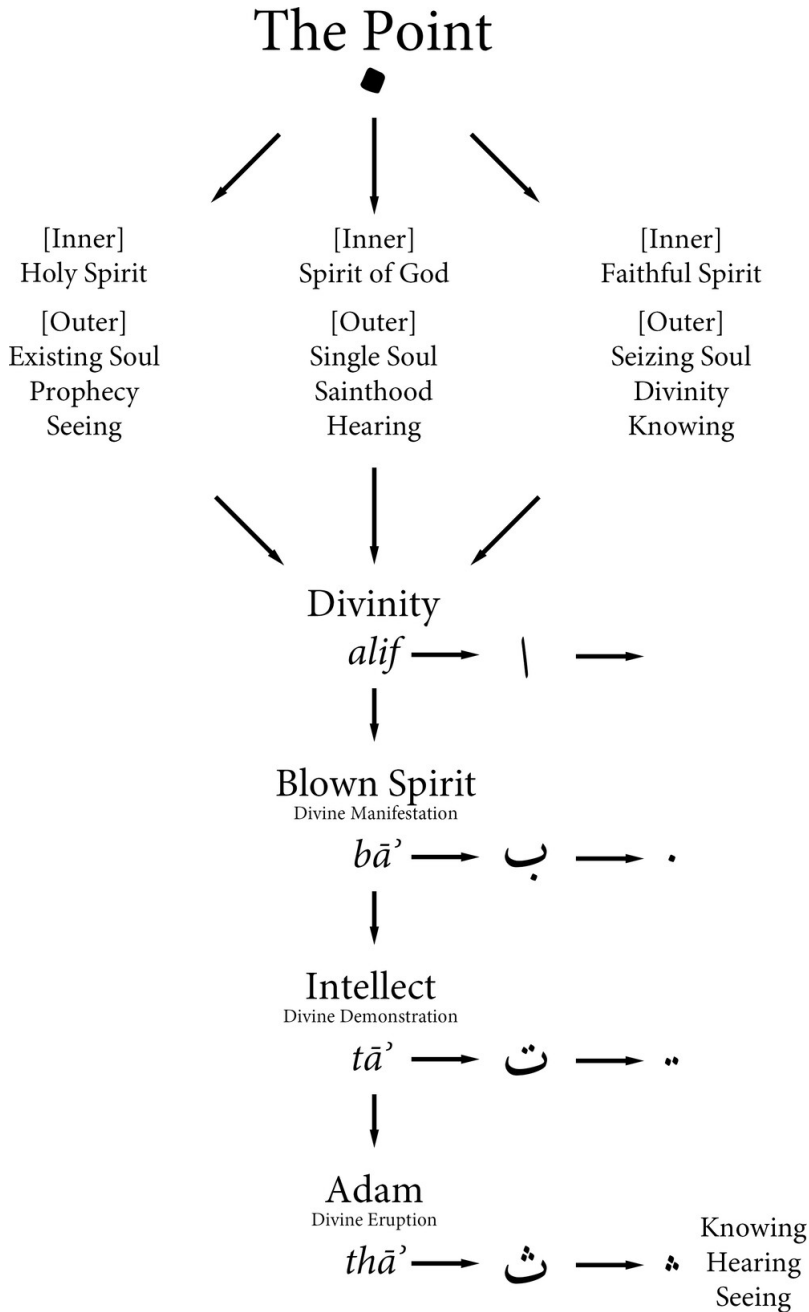 The Point
[Inner]
Holy Spirit
[Outer]
Existing Soul
Prophecy
Seeing
[Inner]
Spirit of God
[Outer]
Single Soul
Sainthood
Hearing
[Inner]
Faithful Spirit
[Outer]
Seizing Soul
Divinity
Knowing
Divinity
alif ا
Blown Spirit
Divine Manifestation
bāʾ ب
Intellect
Divine Demonstration
tāʾ ت
Adam
Divine Eruption
thāʾ ث
Knowing
Hearing
Seeing